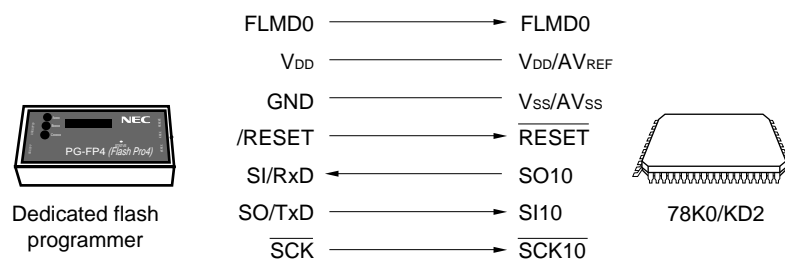 FLMD0 FLMD0
VDD VDD/AVREF
GND VSS/AVSS
/RESET RESET
SI/RxD SO10
SO/TxD SI10
SCK SCK10
NEC
PG-FP4 (Flash Pro4)
Dedicated flash
programmer
78K0/KD2